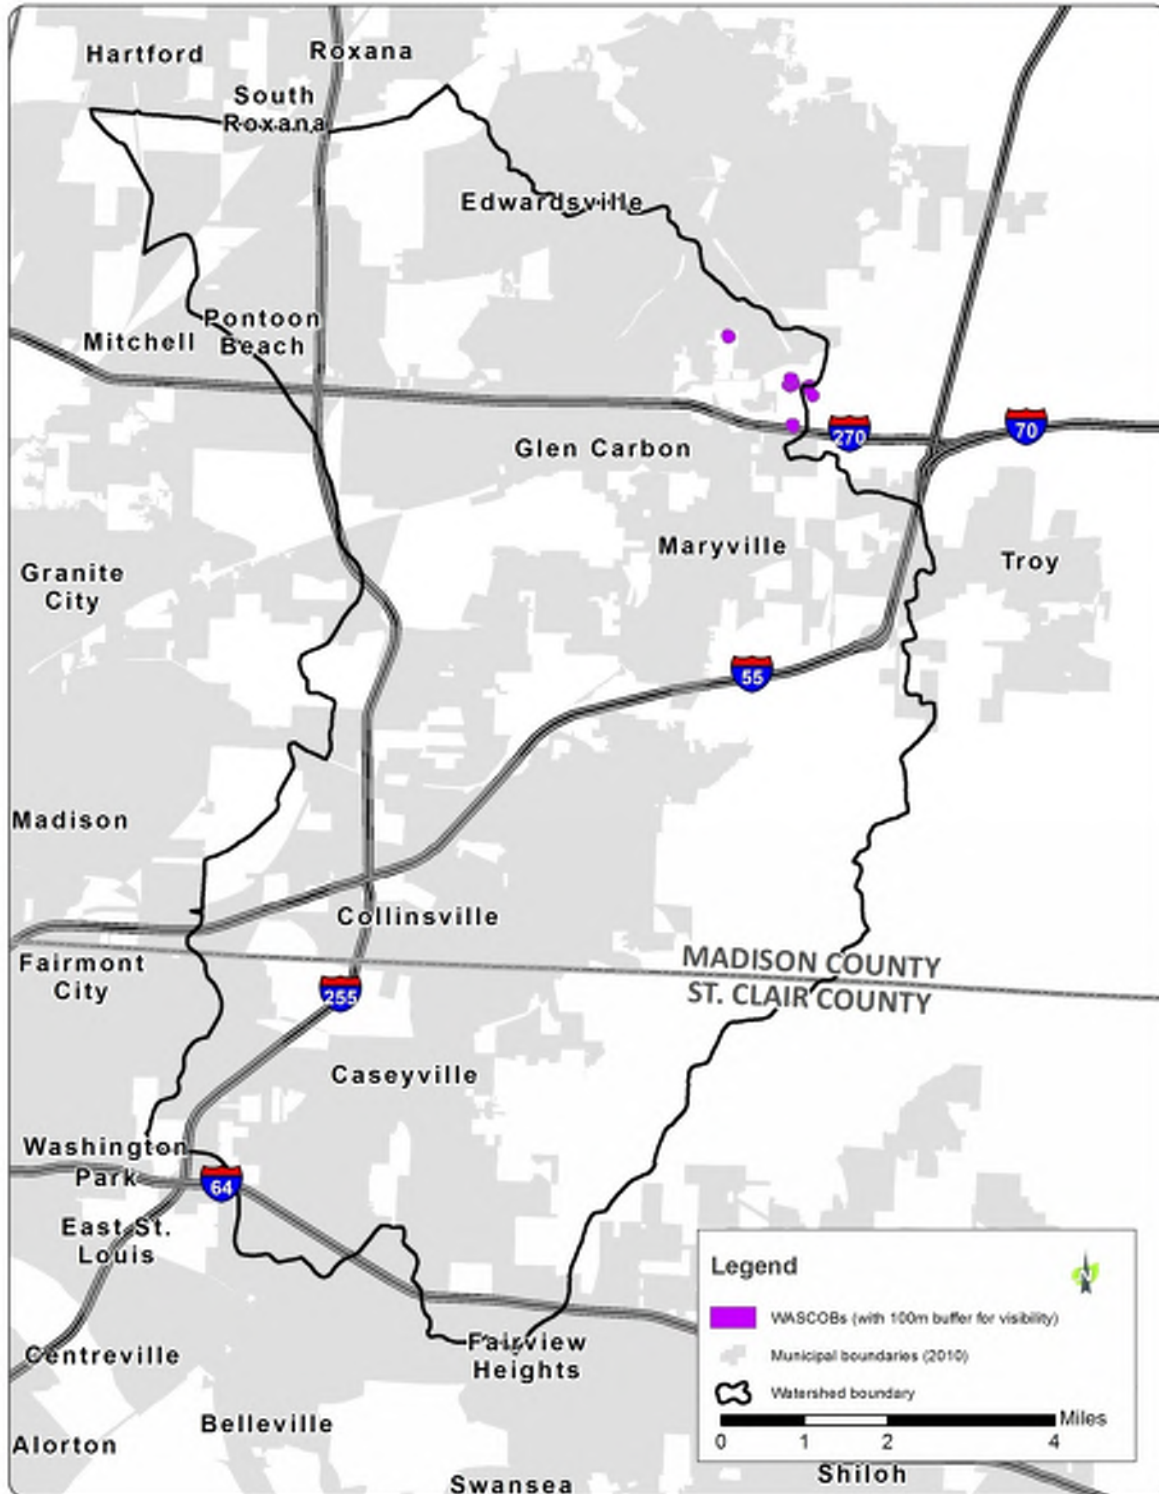 Hartford
Roxana
South
Roxana
Edwardsville
Pontoon
Beach
Mitchell
270
70
Glen Carbon
Maryville
Troy
Granite
City
55
Madison
Collinsville
MADISON COUNTY
ST. CLAIR COUNTY
Fairmont
City
255
Caseyville
Washington
Park
64
East St.
Louis
Legend
N
WASCOBs (with 100m buffer for visibility)
Municipal boundaries (2010)
Watershed boundary
Miles
0 1 2 4
Fairview
Heights
Centreville
Belleville
Alorton
Shiloh
Swansea